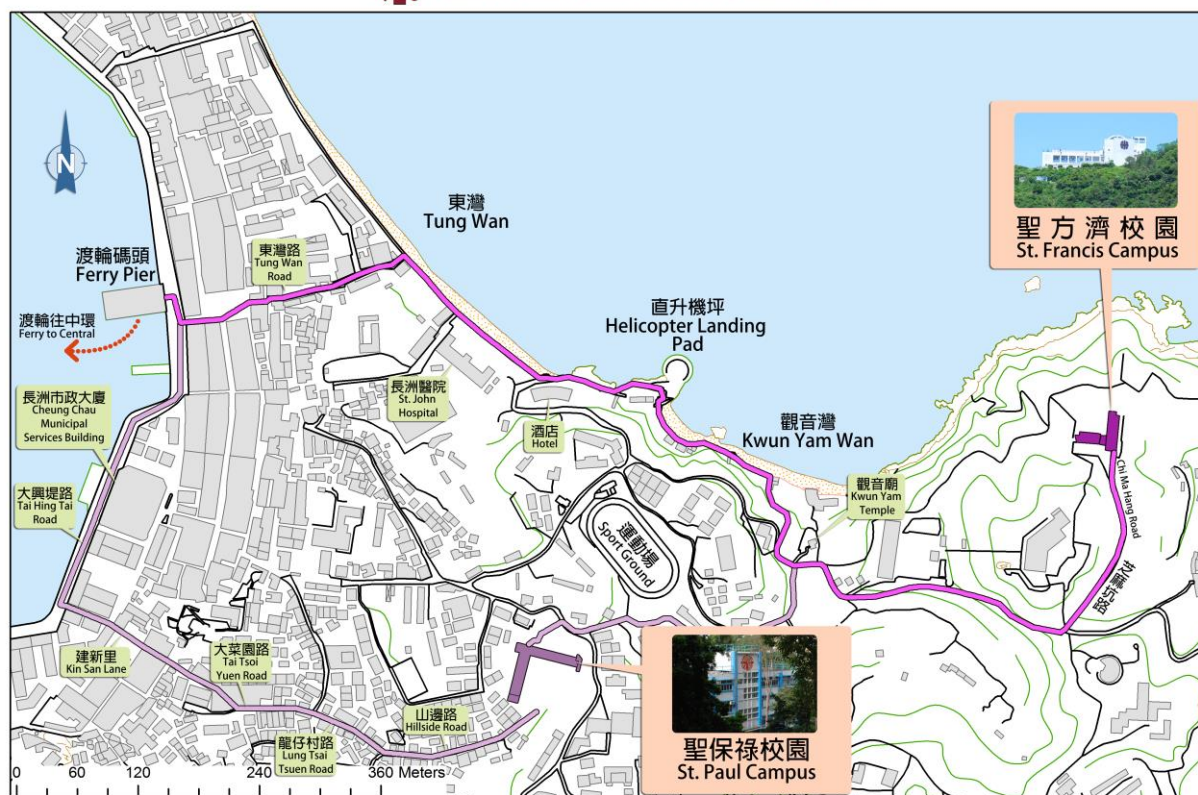 N
東灣
Tung Wan
聖方濟校園
St. Francis Campus
渡輪碼頭
Ferry Pier
東灣路
Tung Wan
Road
直升機坪
Helicopter Landing
Pad
渡輪往中環
Ferry to Central
長洲市政大廈
Cheung Chau
Municipal
Services Building
長洲醫院
St. John
Hospital
酒店
Hotel
觀音灣
Kwun Yam Wan
觀音廟
Kwun Yam
Temple
Chi Ma Hang Road
大興堤路
Tai Hing Tai
Road
運動場
Sport Ground
建新里
Kin San Lane
大菜園路
Tai Tsoi
Yuen Road
山邊路
Hillside Road
龍仔村路
Lung Tsai
Tsuen Road
聖保祿校園
St. Paul Campus
0 60 120 240 360 Meters